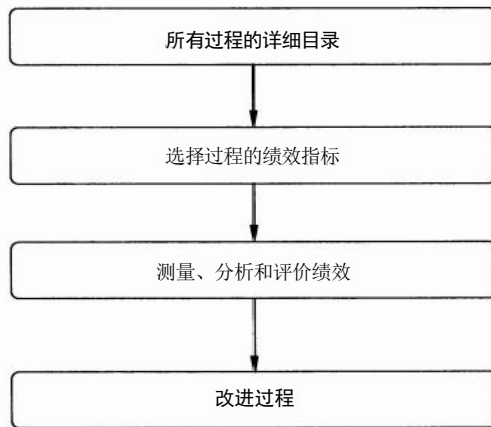 所有过程的详细目录
选择过程的绩效指标
测量、分析和评价绩效
改进过程